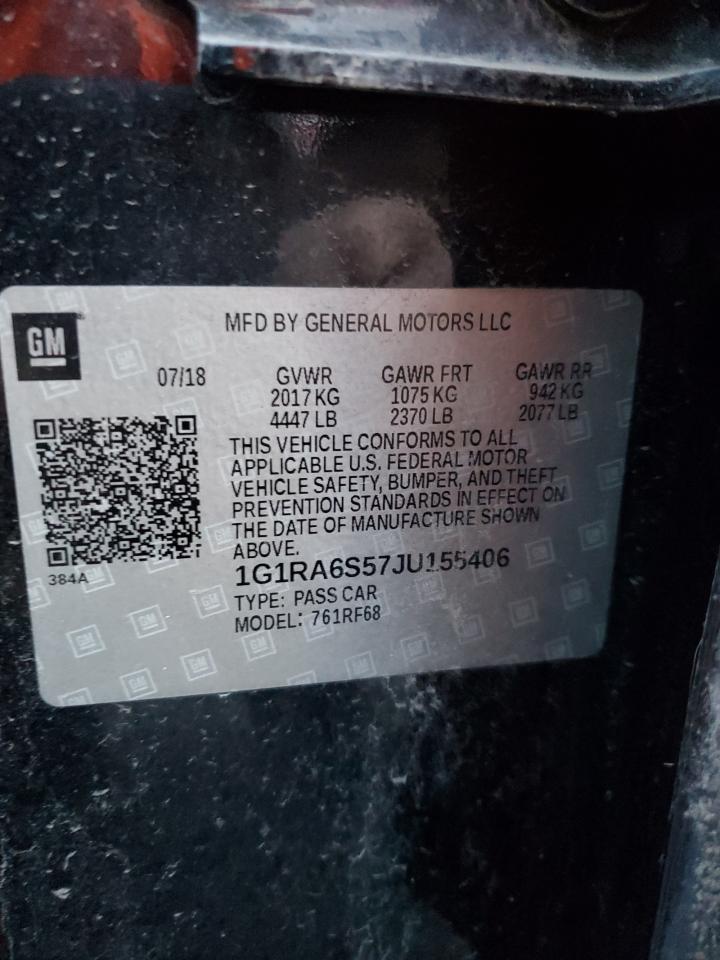 GM
MFD BY GENERAL MOTORS LLC
07/18 GVWR GAWR FRT GAWR RR
2017 KG 1075 KG 942 KG
4447 LB 2370 LB 2077 LB
THIS VEHICLE CONFORMS TO ALL
APPLICABLE U.S. FEDERAL MOTOR
VEHICLE SAFETY, BUMPER, AND THEFT
PREVENTION STANDARDS IN EFFECT ON
THE DATE OF MANUFACTURE SHOWN
ABOVE.
384A
1G1RA6S57JU155406
TYPE: PASS CAR
MODEL: 761RF68